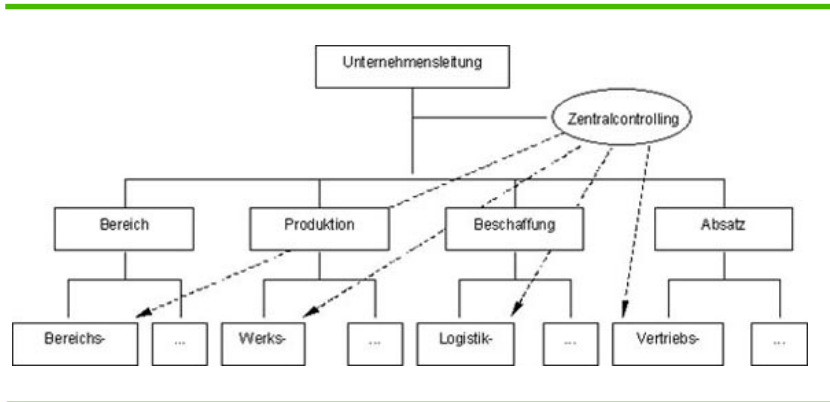 Unternehmensleitung
Zentralcontrolling
Bereich
Produktion
Beschaffung
Absatz
Bereichs-
...
Werks-
...
Logistik-
...
Vertriebs-
...